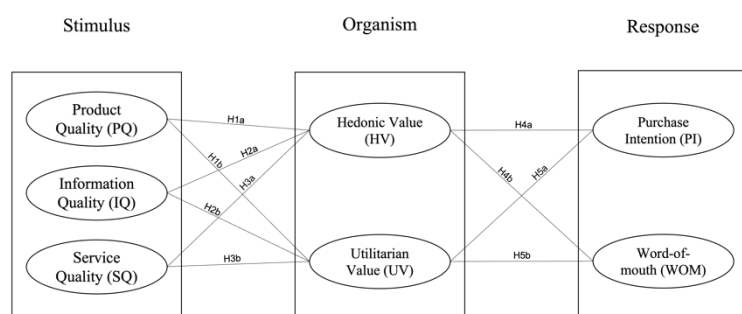 Stimulus
Organism
Response
Product
Quality (PQ)
Information
Quality (IQ)
Service
Quality (SQ)
H1a
H2a
H1b
H3a
H2b
H3b
Hedonic Value
(HV)
Utilitarian
Value (UV)
H4a
H5a
H4b
H5b
Purchase
Intention (PI)
Word-of-
mouth (WOM)